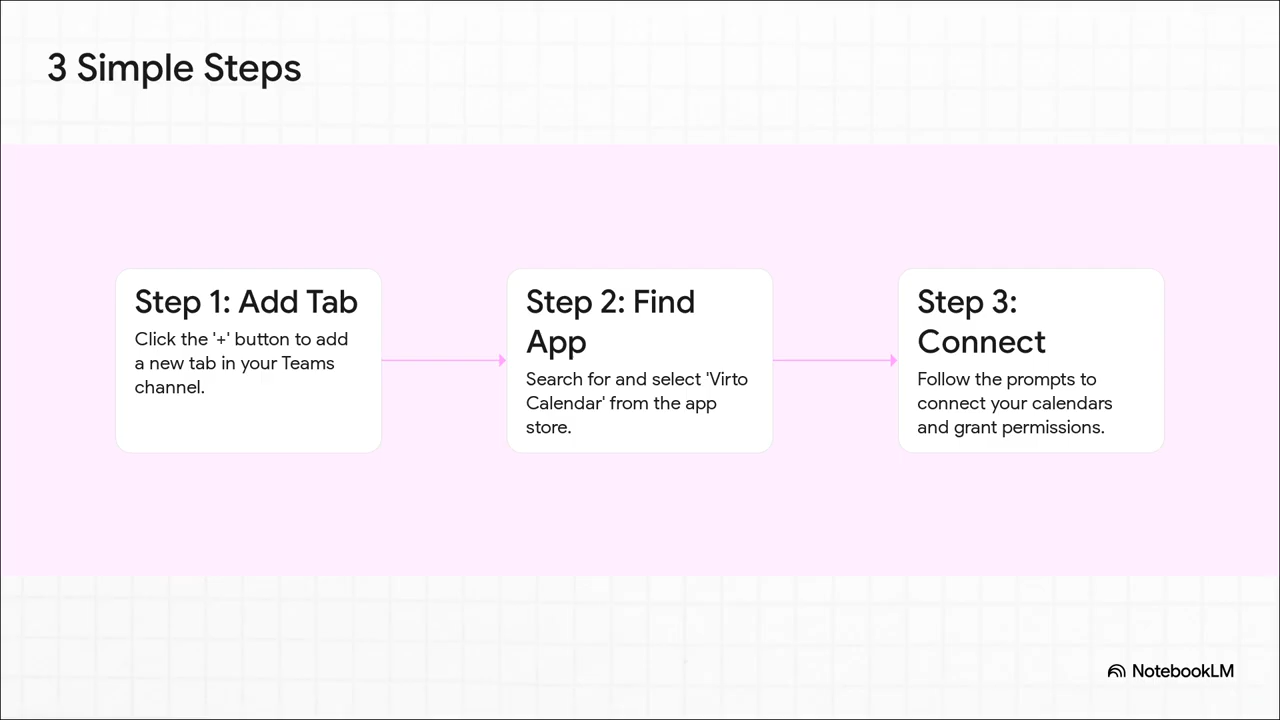 3 Simple Steps
Step 1: Add Tab
Click the '+' button to add
a new tab in your Teams
channel.
Step 2: Find
App
Search for and select 'Virto
Calendar' from the app
store.
Step 3:
Connect
Follow the prompts to
connect your calendars
and grant permissions.
NotebookLM